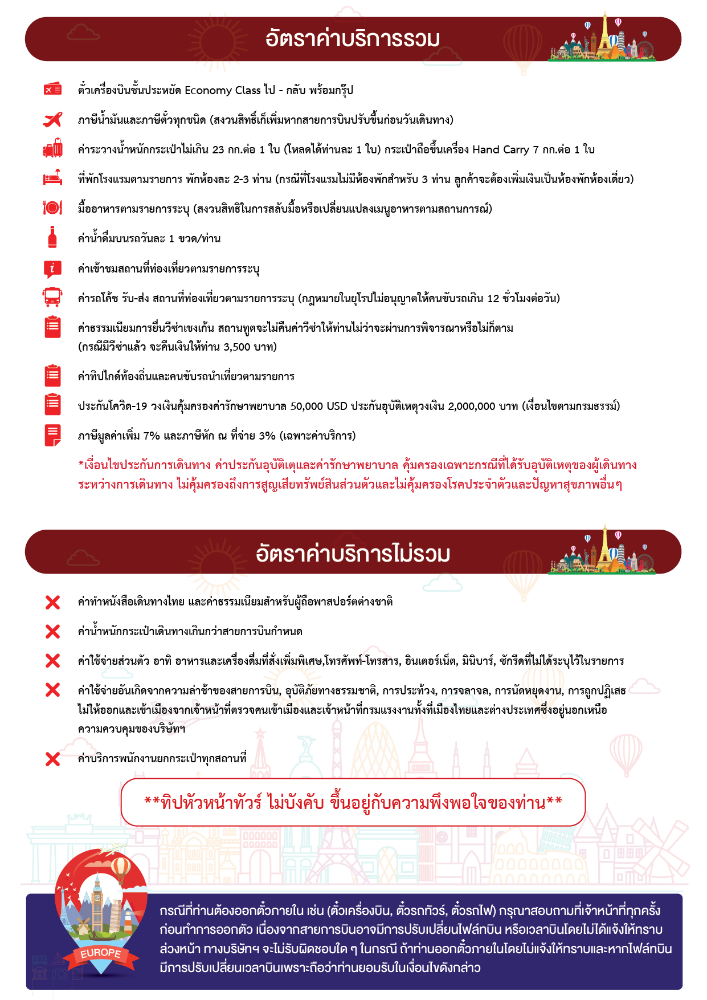 อัตราค่าบริการรวม
ตั๋วเครื่องบินชั้นประหยัด Economy Class ไป - กลับ พร้อมกรุ๊ป
ภาษีน้ำมันและภาษีตั๋วทุกชนิด (สงวนสิทธิ์เก็เพิ่มหากสายการบินปรับขึ้นก่อนวันเดินทาง)
ค่าระวางน้ำหนักกระเป๋าไม่เกิน 23 กก.ต่อ 1 ใบ (โหลดได้ท่านละ 1 ใบ) กระเป๋าถือขึ้นเครื่อง Hand Carry 7 กก.ต่อ 1 ใบ
ที่พักโรงแรมตามรายการ พักห้องละ 2-3 ท่าน (กรณีที่โรงแรมไม่มีห้องพักสำหรับ 3 ท่าน ลูกค้าจะต้องเพิ่มเงินเป็นห้องพักห้องเดี่ยว)
มื้ออาหารตามรายการระบุ (สงวนสิทธิในการสลับมื้อหรือเปลี่ยนแปลงเมนูอาหารตามสถานการณ์)
ค่าน้ำดื่มบนรถวันละ 1 ขวด/ท่าน
ค่าเข้าชมสถานที่ท่องเที่ยวตามรายการระบุ
ค่ารถโค้ช รับ-ส่ง สถานที่ท่องเที่ยวตามรายการระบุ (กฎหมายในยุโรปไม่อนุญาตให้คนขับรถเกิน 12 ชั่วโมงต่อวัน)
ค่าธรรมเนียมการยื่นวีซ่าเชงเก้น สถานทูตจะไม่คืนค่าวีซ่าให้ท่านไม่ว่าจะผ่านการพิจารณาหรือไม่ก็ตาม
(กรณีมีวีซ่าแล้ว จะคืนเงินให้ท่าน 3,500 บาท)
ค่าทิปไกด์ท้องถิ่นและคนขับรถนำเที่ยวตามรายการ
ประกันโควิด-19 วงเงินคุ้มครองค่ารักษาพยาบาล 50,000 USD ประกันอุบัติเหตุวงเงิน 2,000,000 บาท (เงื่อนไขตามกรมธรรม์)
ภาษีมูลค่าเพิ่ม 7% และภาษีหัก ณ ที่จ่าย 3% (เฉพาะค่าบริการ)
*เงื่อนไขประกันการเดินทาง ค่าประกันอุบัติเตุและค่ารักษาพยาบาล คุ้มครองเฉพาะกรณีที่ได้รับอุบัติเหตุของผู้เดินทาง
ระหว่างการเดินทาง ไม่คุ้มครองถึงการสูญเสียทรัพย์สินส่วนตัวและไม่คุ้มครองโรคประจำตัวและปัญหาสุขภาพอื่นๆ
อัตราค่าบริการไม่รวม
ค่าทำหนังสือเดินทางไทย และค่าธรรมเนียมสำหรับผู้ถือพาสปอร์ตต่างชาติ
ค่าน้ำหนักกระเป๋าเดินทางเกินกว่าสายการบินกำหนด
ค่าใช้จ่ายส่วนตัว อาทิ อาหารและเครื่องดื่มที่สั่งเพิ่มพิเศษ,โทรศัพท์-โทรสาร, อินเตอร์เน็ต, มินิบาร์, ซักรีดที่ไม่ได้ระบุไว้ในรายการ
ค่าใช้จ่ายอันเกิดจากความล่าช้าของสายการบิน, อุบัติภัยทางธรรมชาติ, การประท้วง, การจลาจล, การนัดหยุดงาน, การถูกปฏิเสธ
ไม่ให้ออกและเข้าเมืองจากเจ้าหน้าที่ตรวจคนเข้าเมืองและเจ้าหน้าที่กรมแรงงานทั้งที่เมืองไทยและต่างประเทศซึ่งอยู่นอกเหนือ
ความควบคุมของบริษัทฯ
ค่าบริการพนักงานยกกระเป๋าทุกสถานที่
**ทิปหัวหน้าทัวร์ ไม่บังคับ ขึ้นอยู่กับความพึงพอใจของท่าน**
กรณีที่ท่านต้องออกตั๋วภายใน เช่น (ตั๋วเครื่องบิน, ตั๋วรถทัวร์, ตั๋วรถไฟ) กรุณาสอบถามที่เจ้าหน้าที่ทุกครั้ง
ก่อนทำการออกตัว เนื่องจากสายการบินอาจมีการปรับเปลี่ยนไฟล์ทบิน หรือเวลาบินโดยไม่ได้แจ้งให้ทราบ
ล่วงหน้า ทางบริษัทฯ จะไม่รับผิดชอบใด ๆ ในกรณี ถ้าท่านออกตั๋วภายในโดยไม่แจ้งให้ทราบและหากไฟล์ทบิน
มีการปรับเปลี่ยนเวลาบินเพราะถือว่าท่านยอมรับในเงื่อนไขดังกล่าว
EUROPE